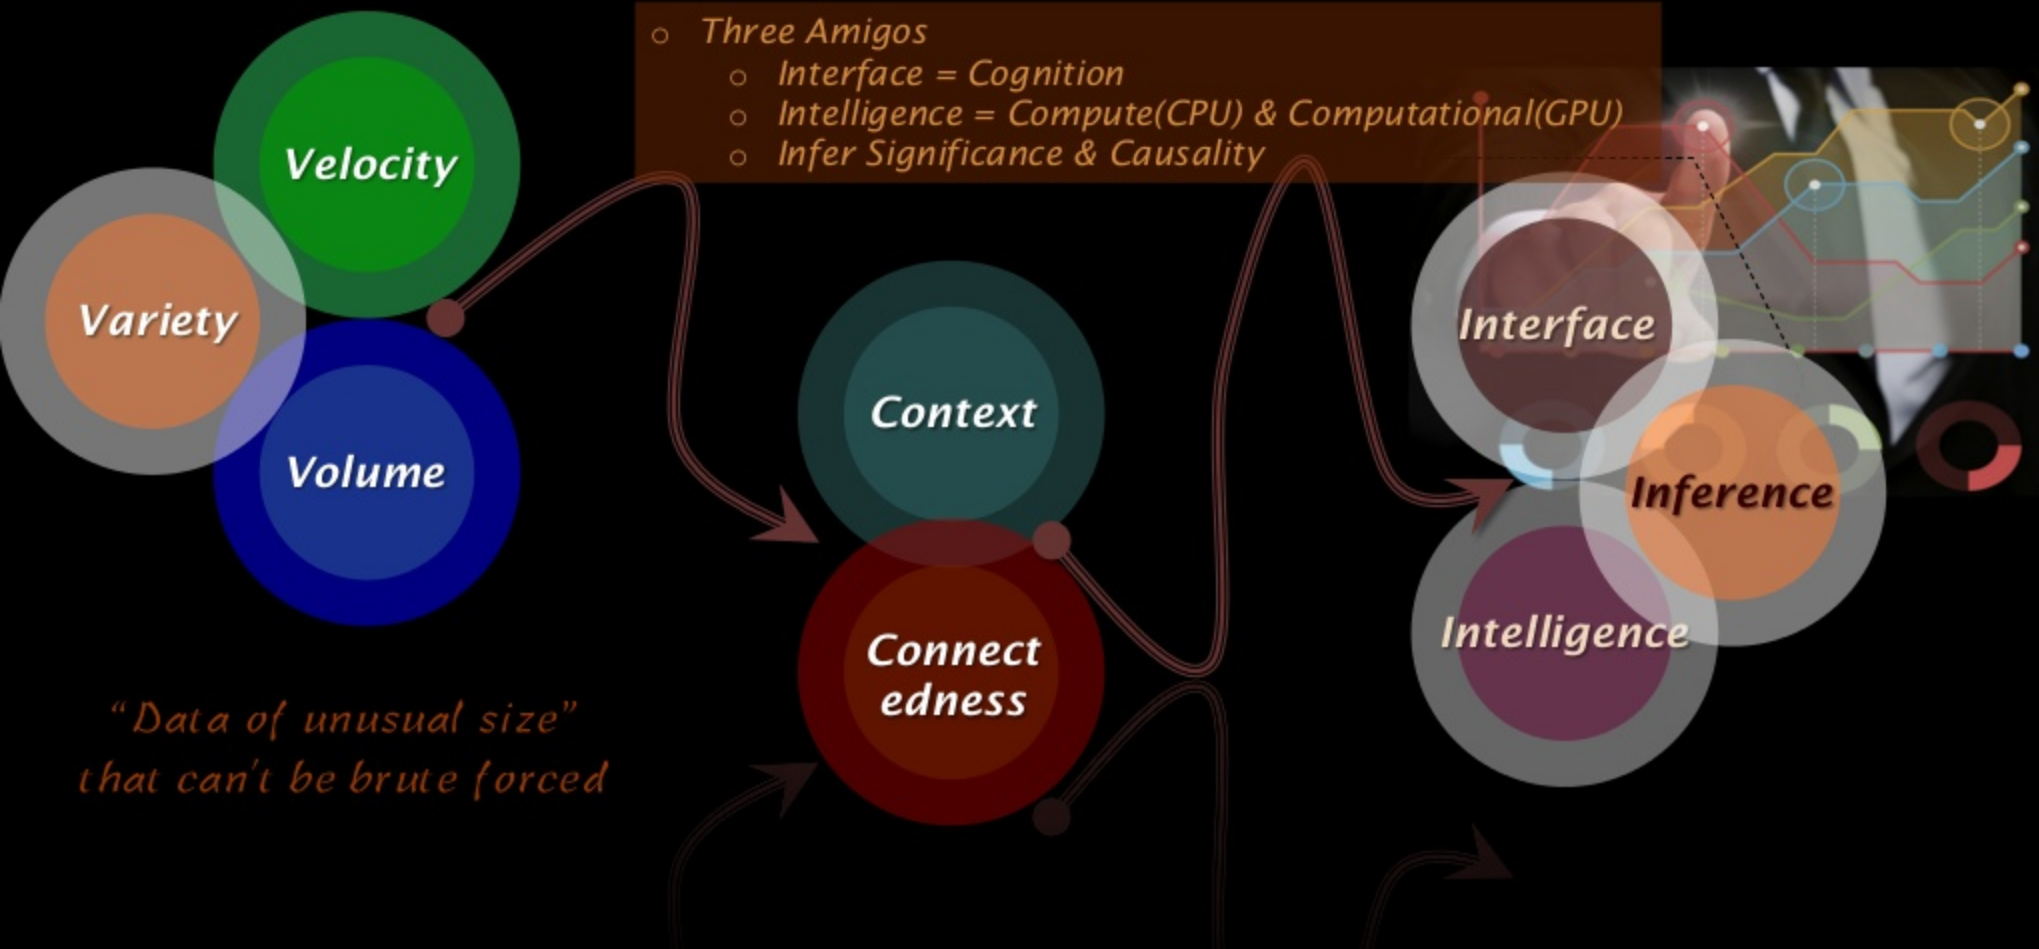 Three Amigos
Interface = Cognition
Intelligence = Compute(CPU) & Computational(GPU)
Infer Significance & Causality
Velocity
Variety
Volume
"Data of unusual size"
that can't be brute forced
Context
Connect
edness
Interface
Inference
Intelligence